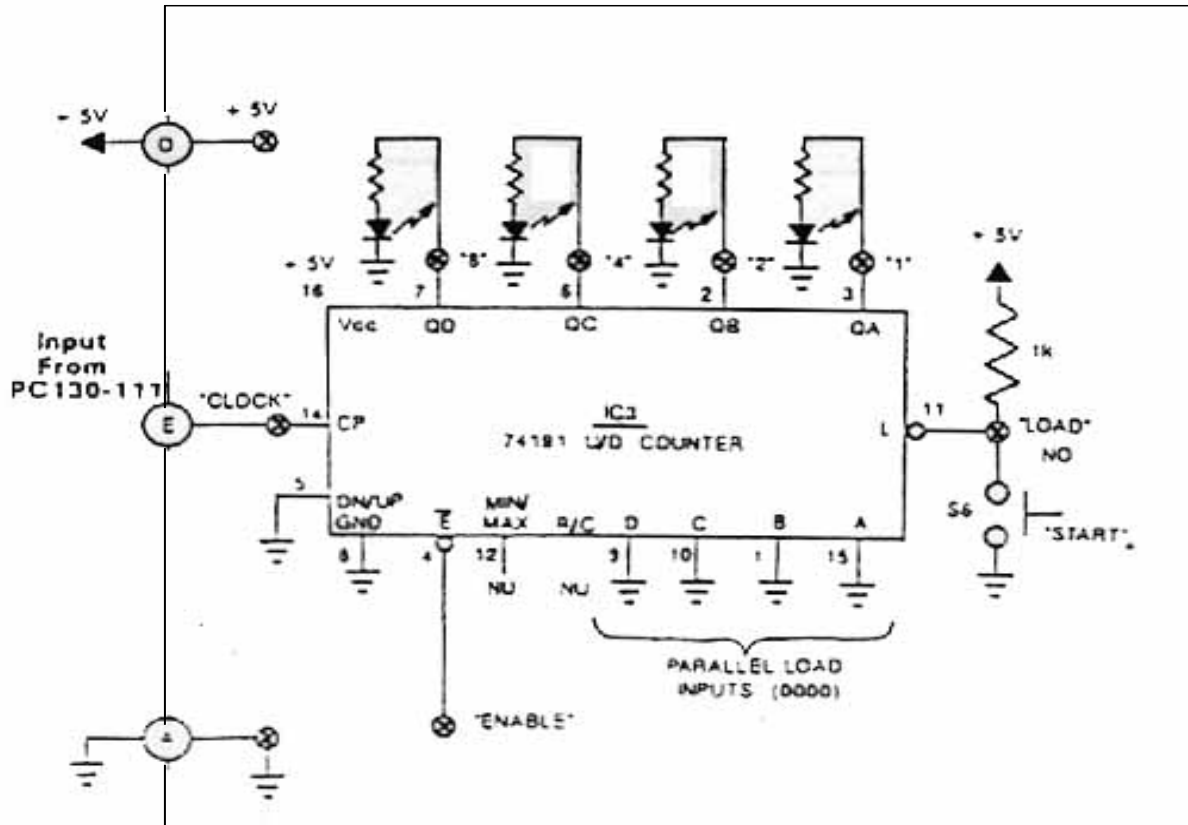 + 5V
+ 5V
D
"8"
"4"
"2"
"1"
+ 5V
+ 5V
16
7
6
2
3
Vcc
QD
QC
QB
QA
1k
Input
From
PC130-111
"CLOCK"
E
14
CP
IC3
74191 U/D COUNTER
L
11
"LOAD"
NO
5
DN/UP
GND
E
MIN/
MAX
R/C
D
C
B
A
S6
"START"
8
4
12
9
10
1
15
NU
NU
PARALLEL LOAD
INPUTS (0000)
"ENABLE"
A